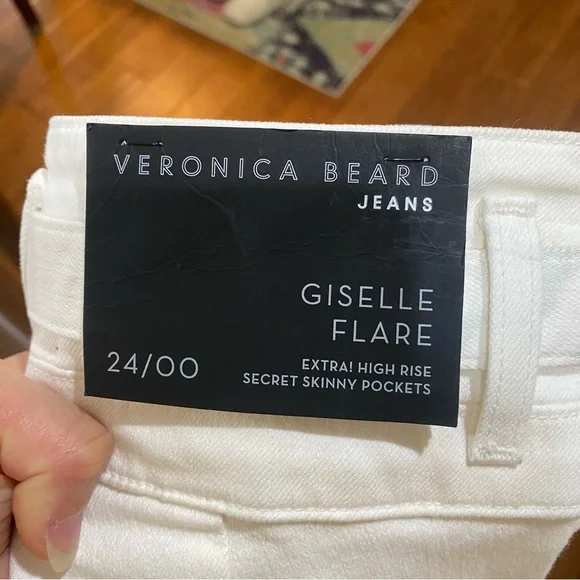 VERONICA BEARD
JEANS
GISELLE
FLARE
24/00
EXTRA! HIGH RISE
SECRET SKINNY POCKETS